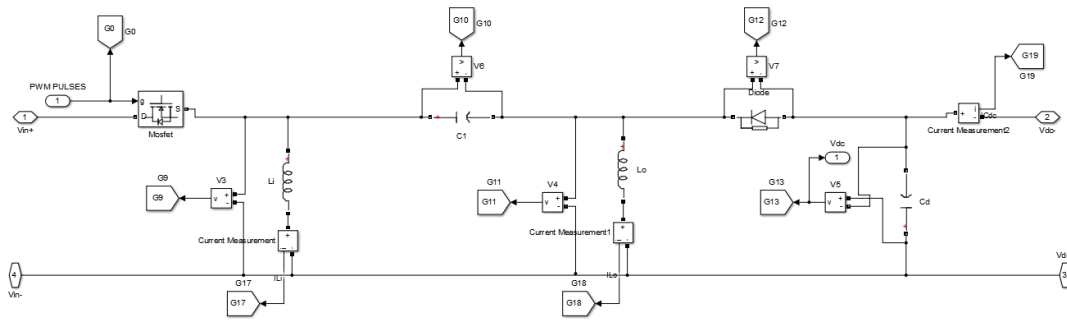 G0
G0
G10
G10
G12
G12
G19
G19
PWM PULSES
1
V6
V7
Diode
g
S
D
i
1
Vin+
Mosfet
C1
Cdc
Current Measurement2
2
Vdc-
Li
Lo
Vdc
1
G9
G9
V3
v
G11
G11
V4
v
G13
G13
V5
v
Cd
Current Measurement
Current Measurement1
4
Vin-
ILi
ILo
3
G17
G17
G18
G18